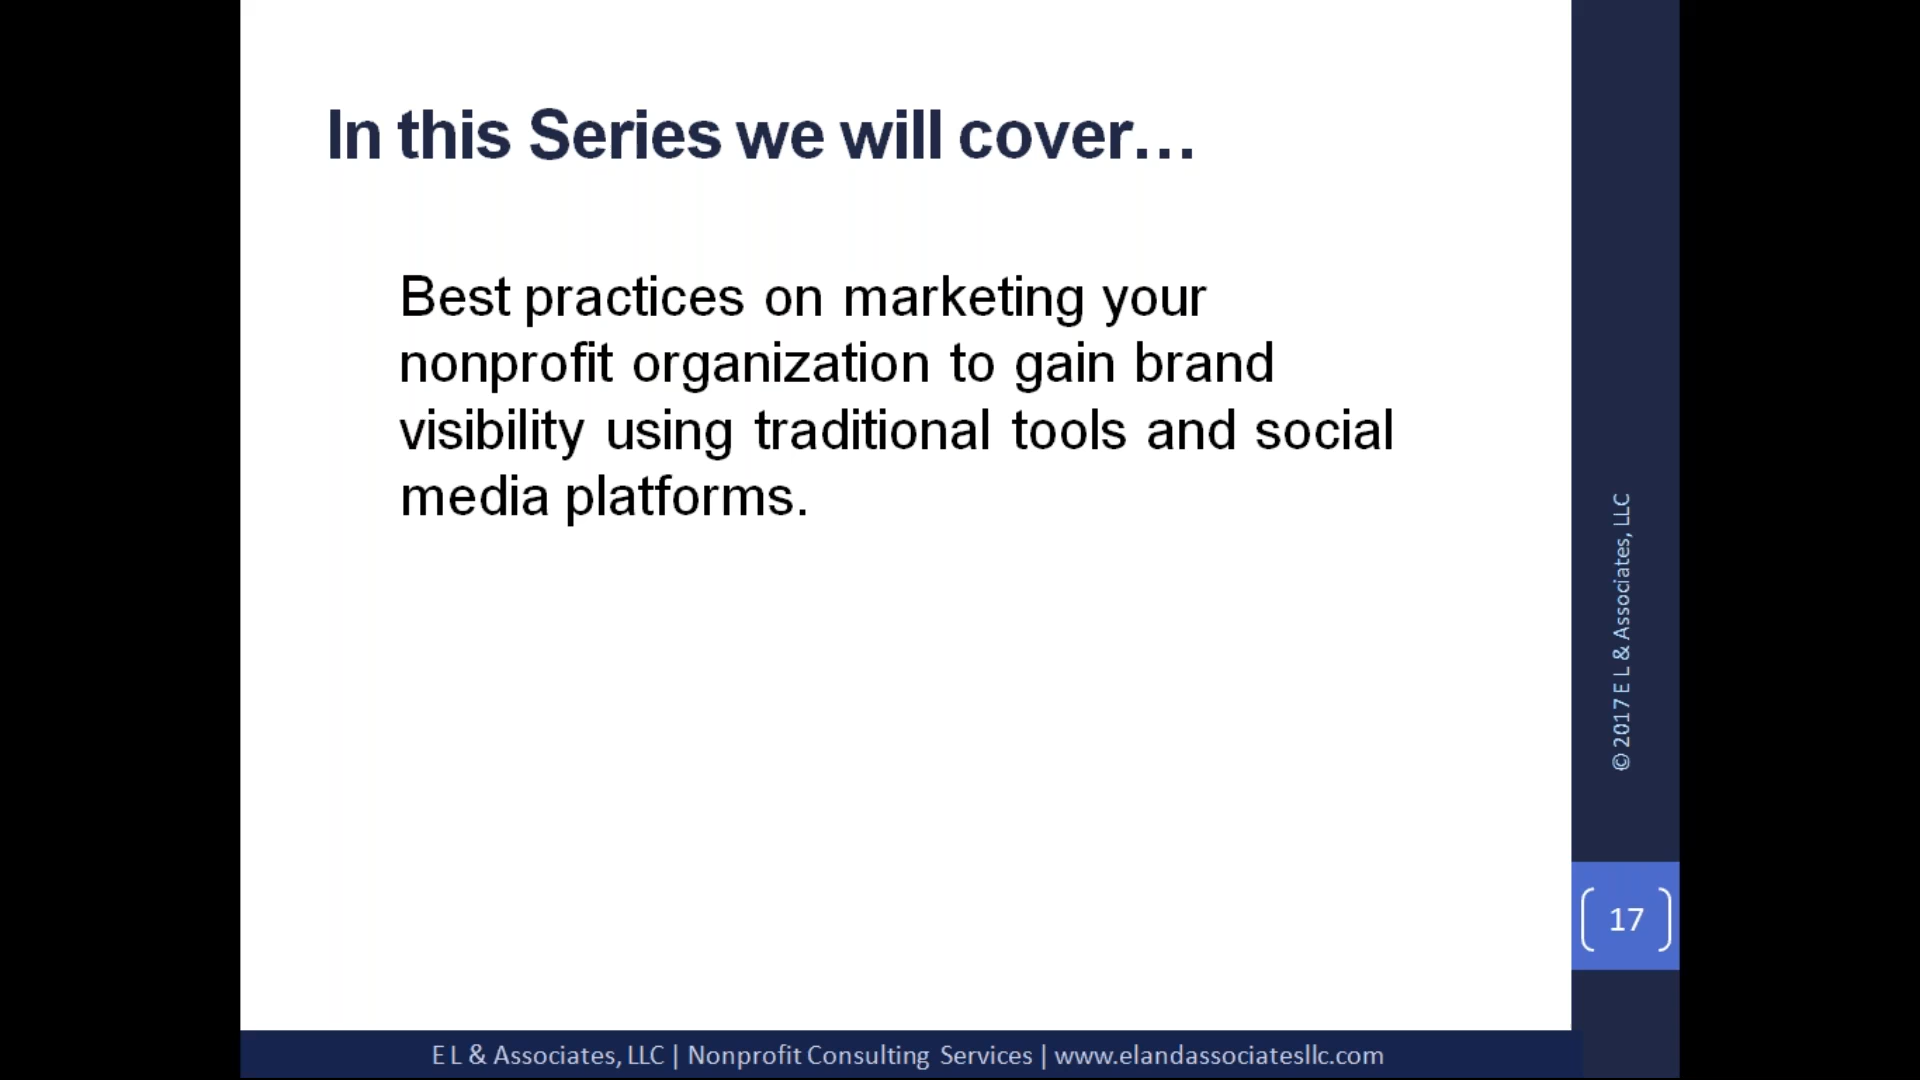 In this Series we will cover…
Best practices on marketing your
nonprofit organization to gain brand
visibility using traditional tools and social
media platforms.
© 2017 E L & Associates, LLC
17
E L & Associates, LLC | Nonprofit Consulting Services | www.elandassociatesllc.com